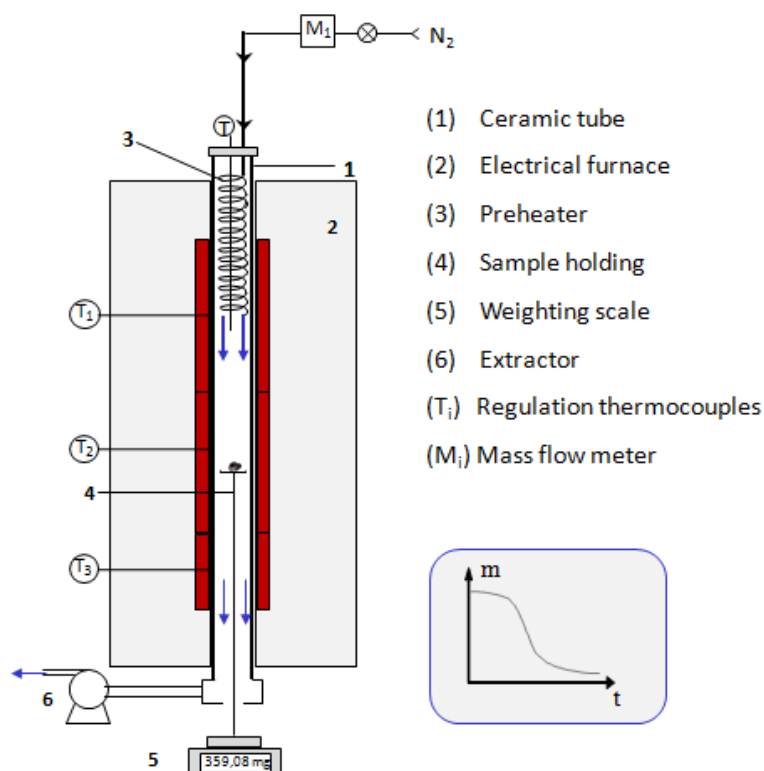 M₁
N₂
T
3
1
(1) Ceramic tube
(2) Electrical furnace
2
(3) Preheater
(4) Sample holding
T₁
(5) Weighting scale
(6) Extractor
(Tᵢ) Regulation thermocouples
T₂
(Mᵢ) Mass flow meter
4
T₃
m
t
6
5
359,08 mg